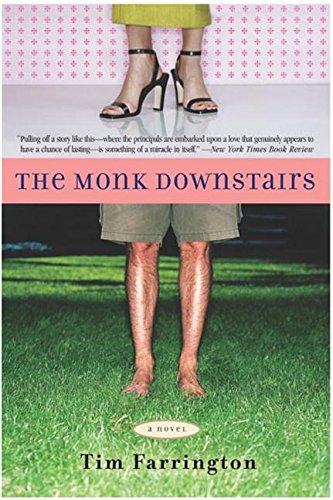 "Pulling off a story like this—where the principals are embarked upon a love that genuinely appears to
have a chance of lasting—is something of a miracle in itself." —New York Times Book Review
THE MONK DOWNSTAIRS
a novel
Tim Farrington